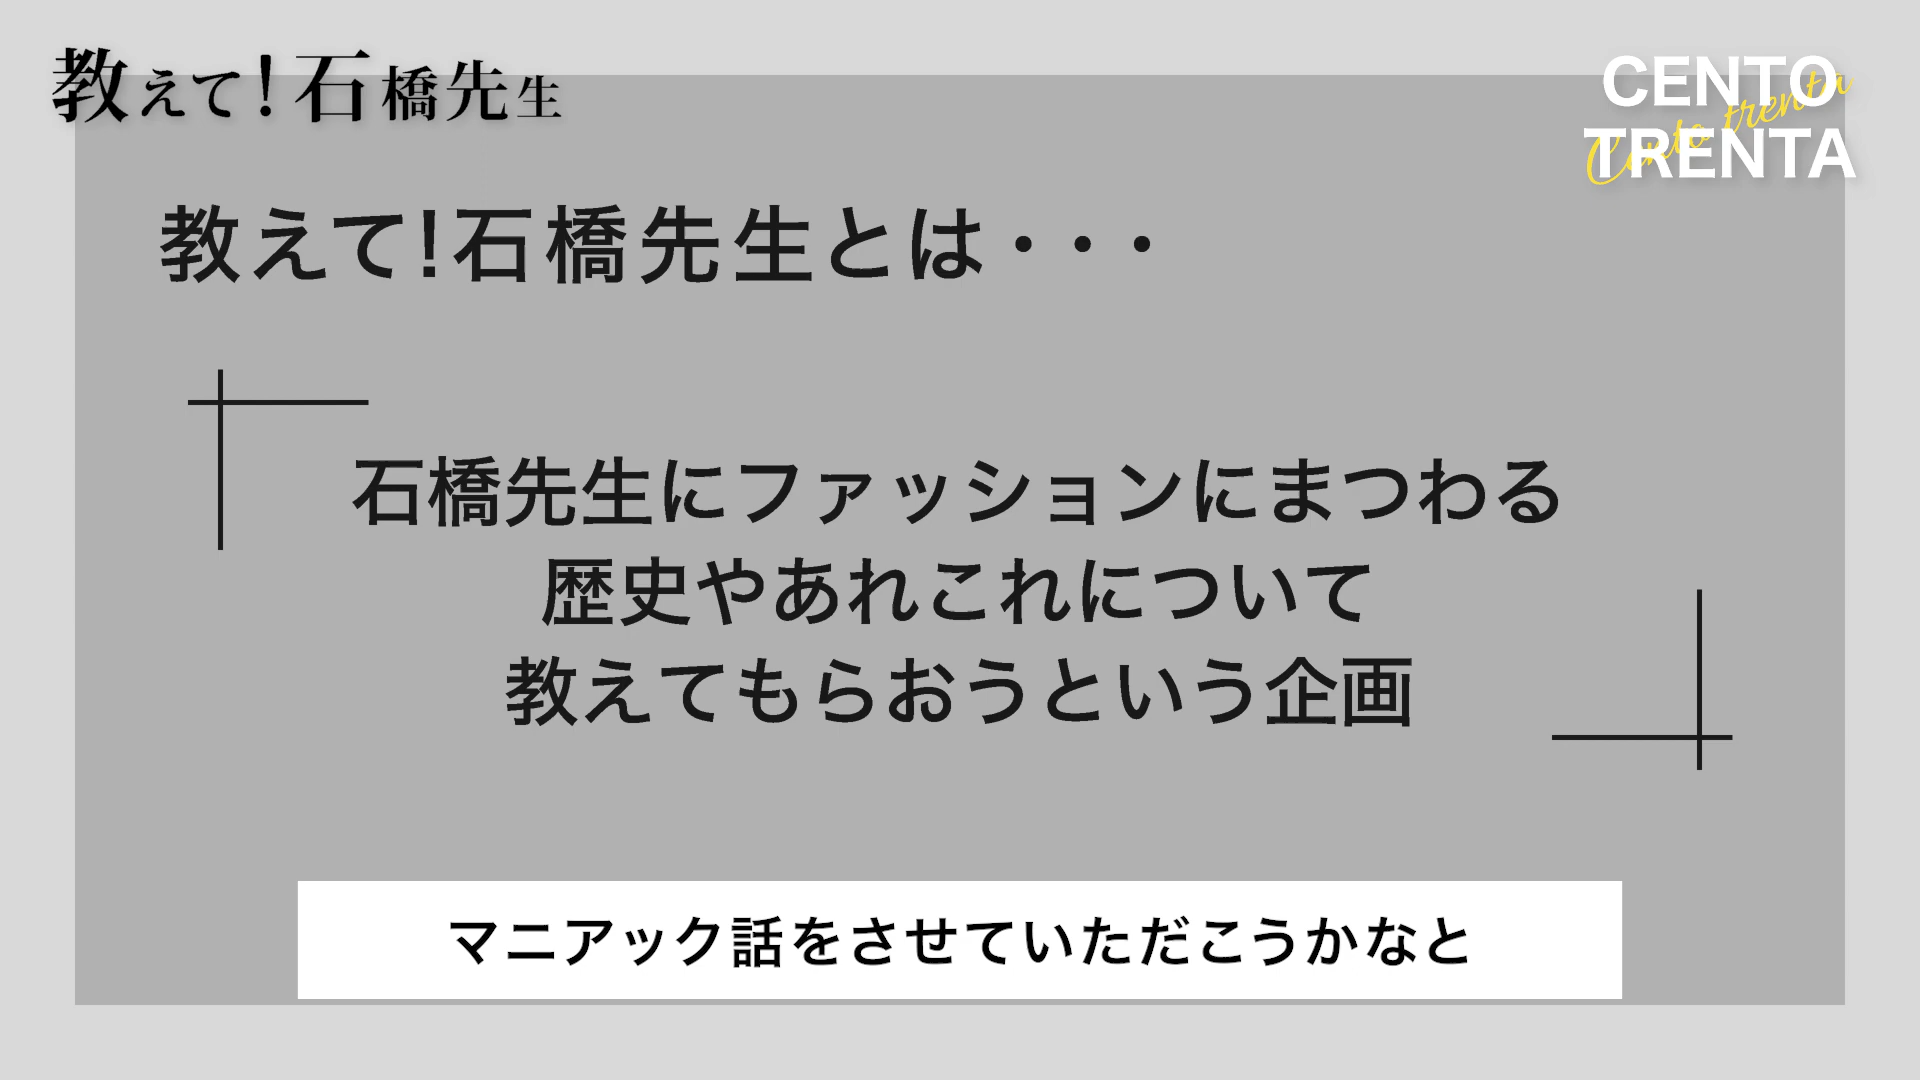 教えて!石橋先生
CENTO
TRENTA
Cento trenta
教えて!石橋先生とは・・・
石橋先生にファッションにまつわる
歴史やあれこれについて
教えてもらおうという企画
マニアック話をさせていただこうかなと